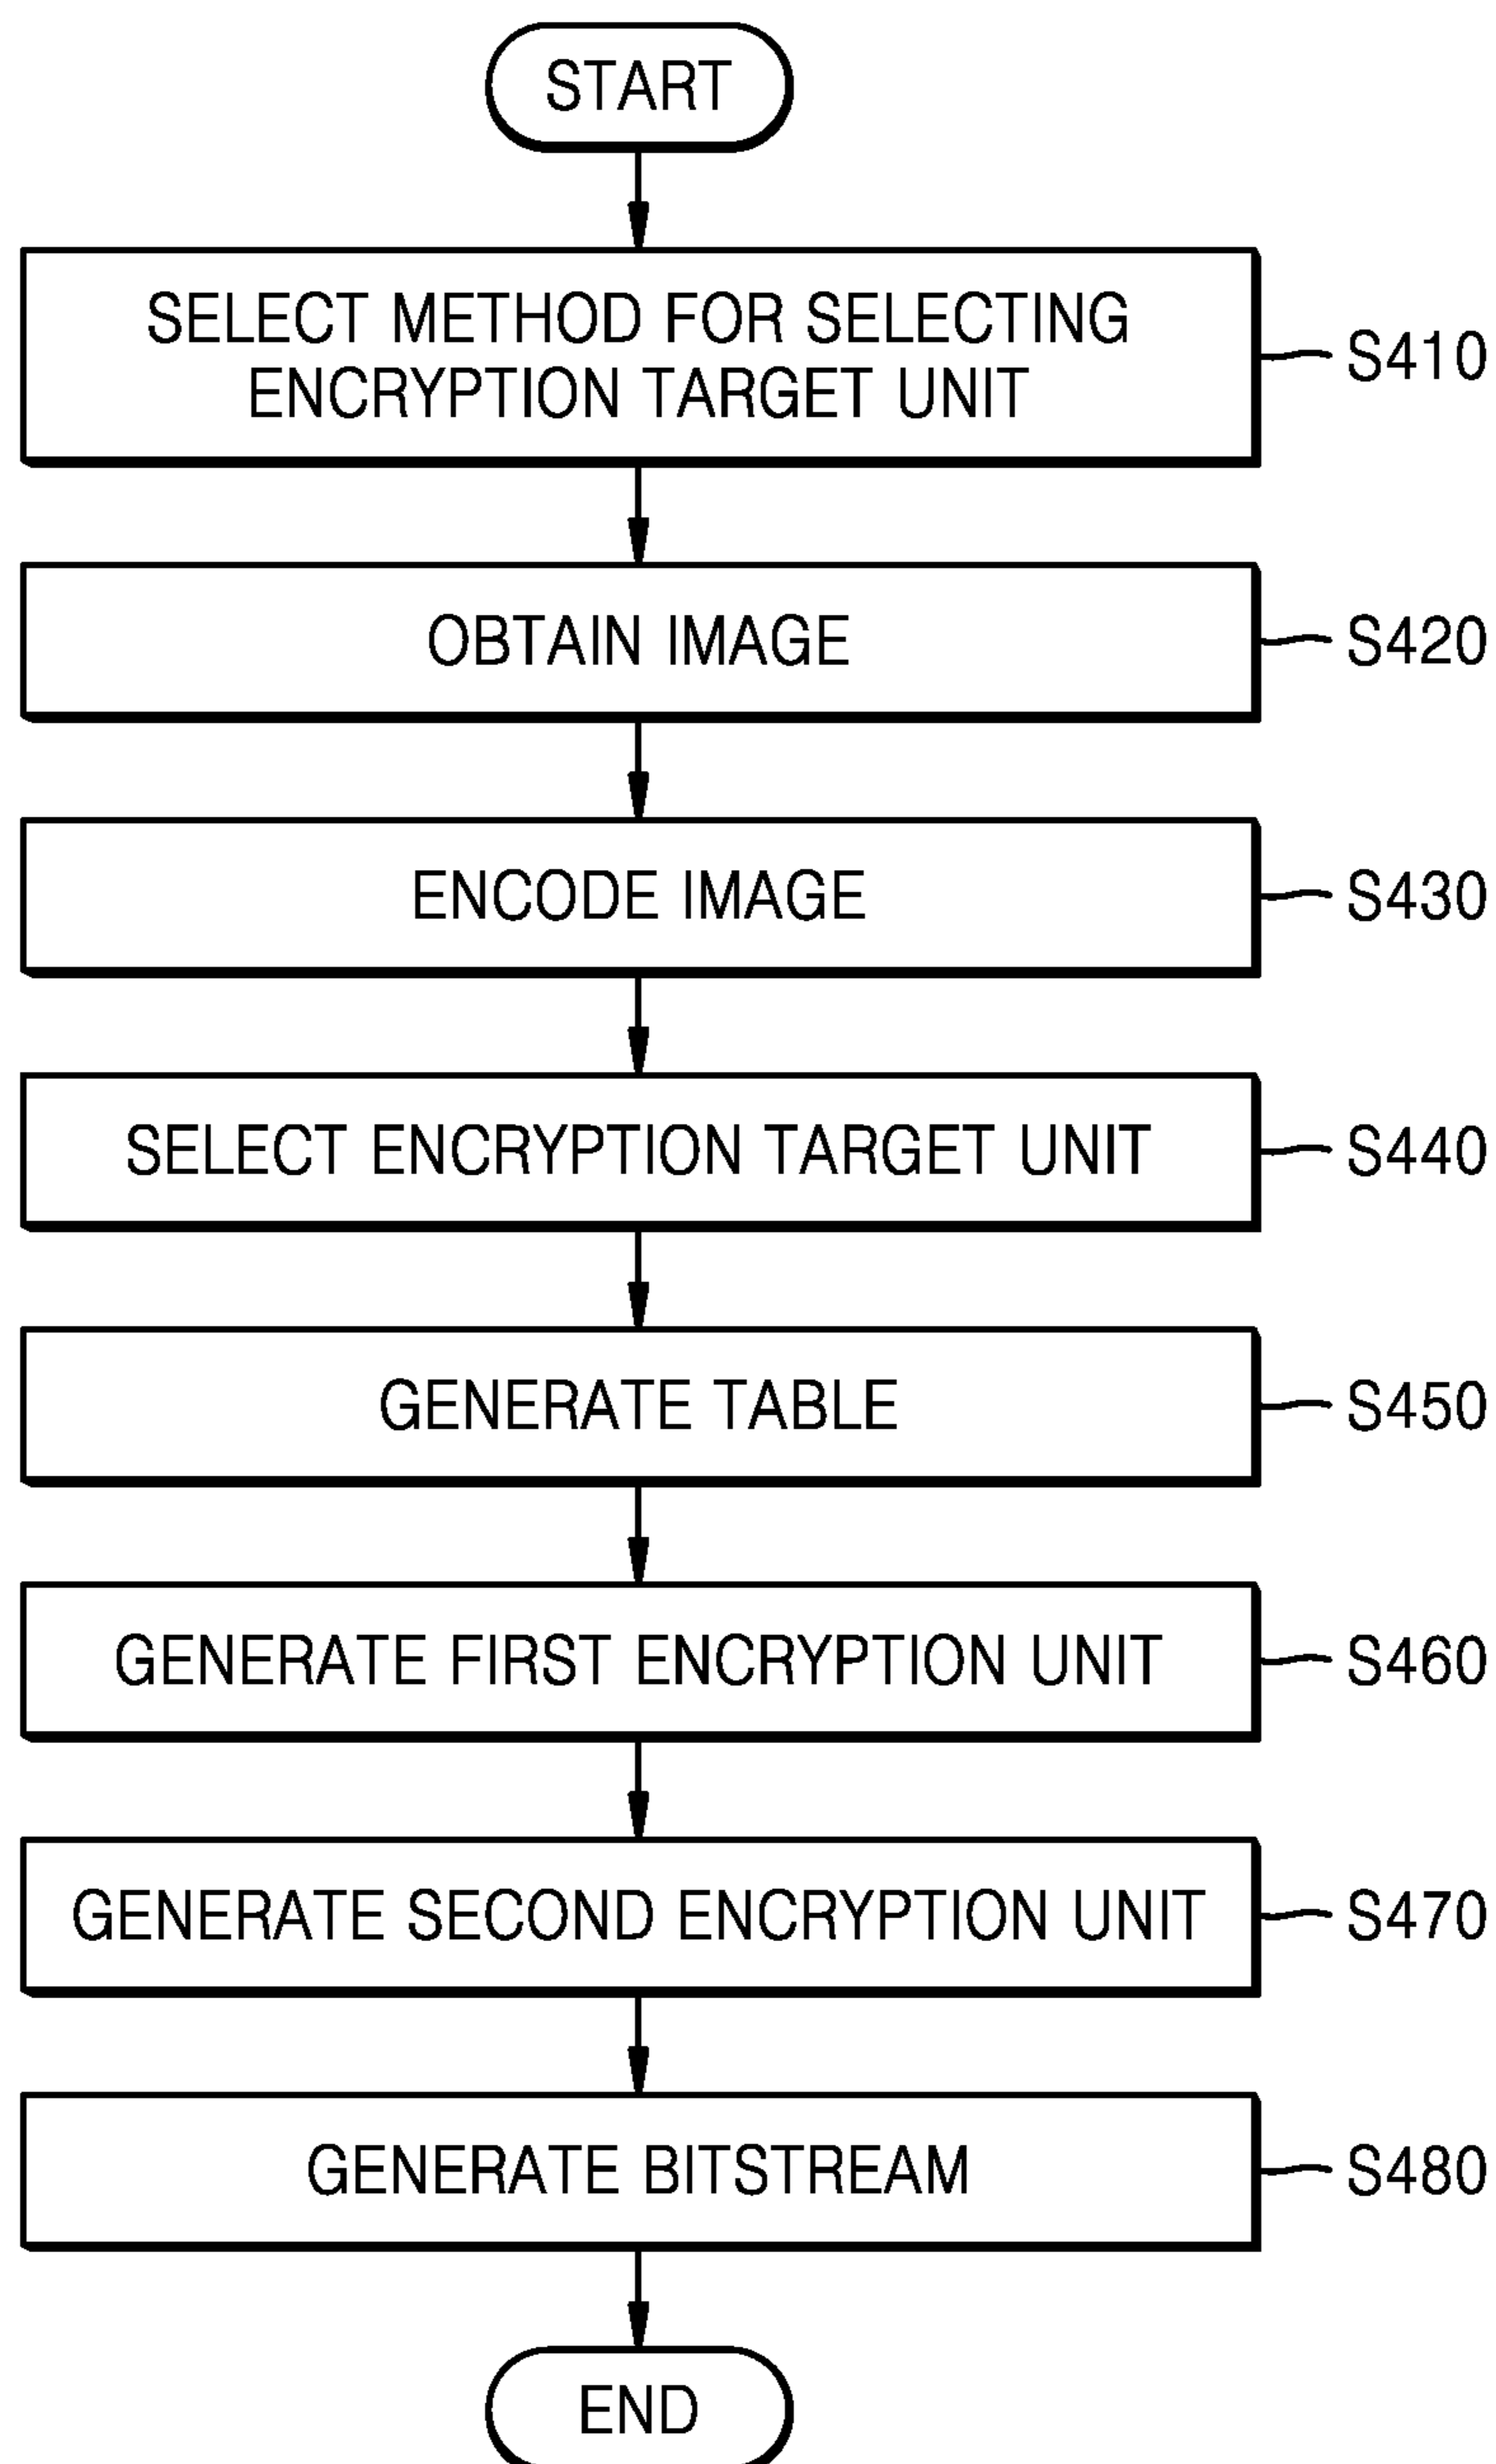 START
SELECT METHOD FOR SELECTING
ENCRYPTION TARGET UNIT
S410
OBTAIN IMAGE
S420
ENCODE IMAGE
S430
SELECT ENCRYPTION TARGET UNIT
S440
GENERATE TABLE
S450
GENERATE FIRST ENCRYPTION UNIT
S460
GENERATE SECOND ENCRYPTION UNIT
S470
GENERATE BITSTREAM
S480
END